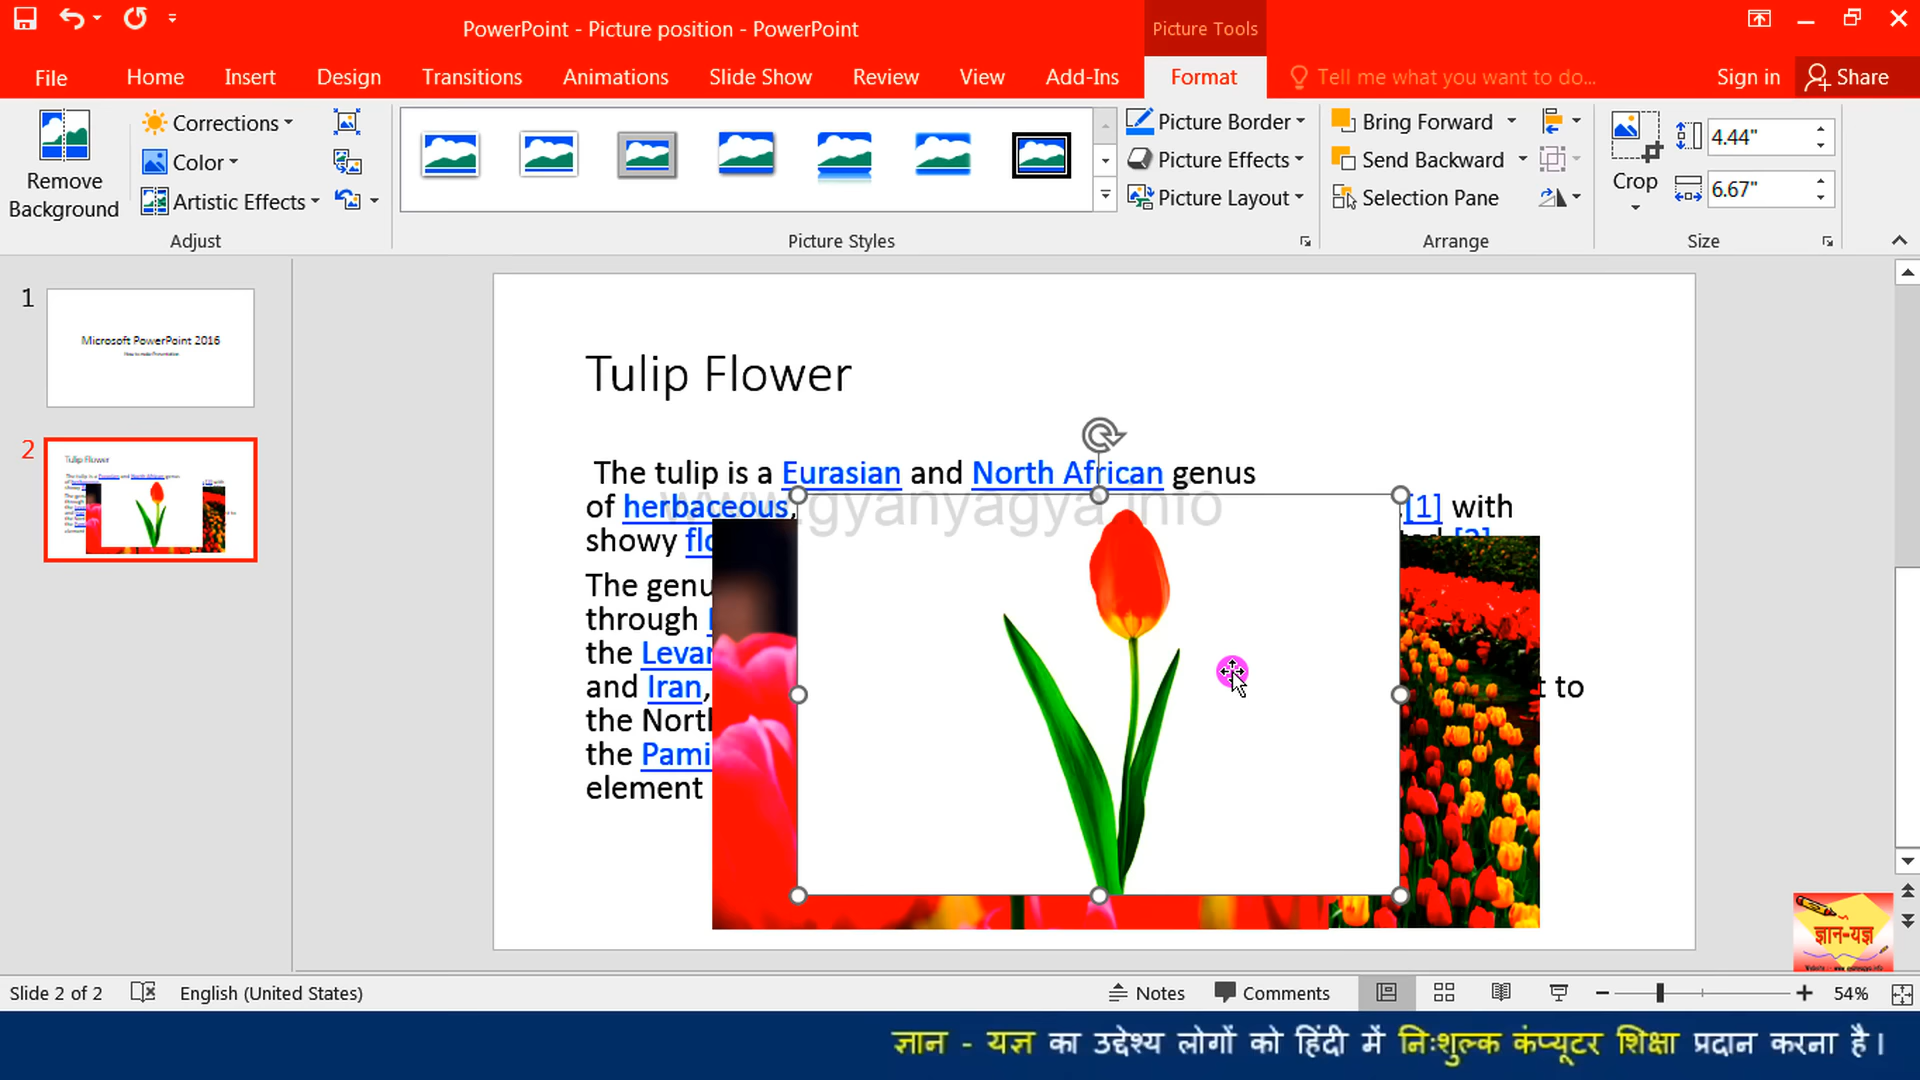 PowerPoint - Picture position - PowerPoint
Picture Tools
File Home Insert Design Transitions Animations Slide Show Review View Add-Ins Format Tell me what you want to do... Sign in Share
Remove Background
Corrections
Color
Artistic Effects
Adjust
Picture Styles
Picture Border
Picture Effects
Picture Layout
Bring Forward
Send Backward
Selection Pane
Arrange
Crop
4.44"
6.67"
Size
1
Microsoft PowerPoint 2016
2
Tulip Flower
Tulip Flower
The tulip is a Eurasian and North African genus
of herbaceous, [1] with
showy
The
through
the
and Iran, to
the
the
element
www.gyanyagya.info
ज्ञान-यज्ञ
Slide 2 of 2 English (United States) Notes Comments 54%
ज्ञान - यज्ञ का उद्देश्य लोगों को हिंदी में निःशुल्क कंप्यूटर शिक्षा प्रदान करना है।